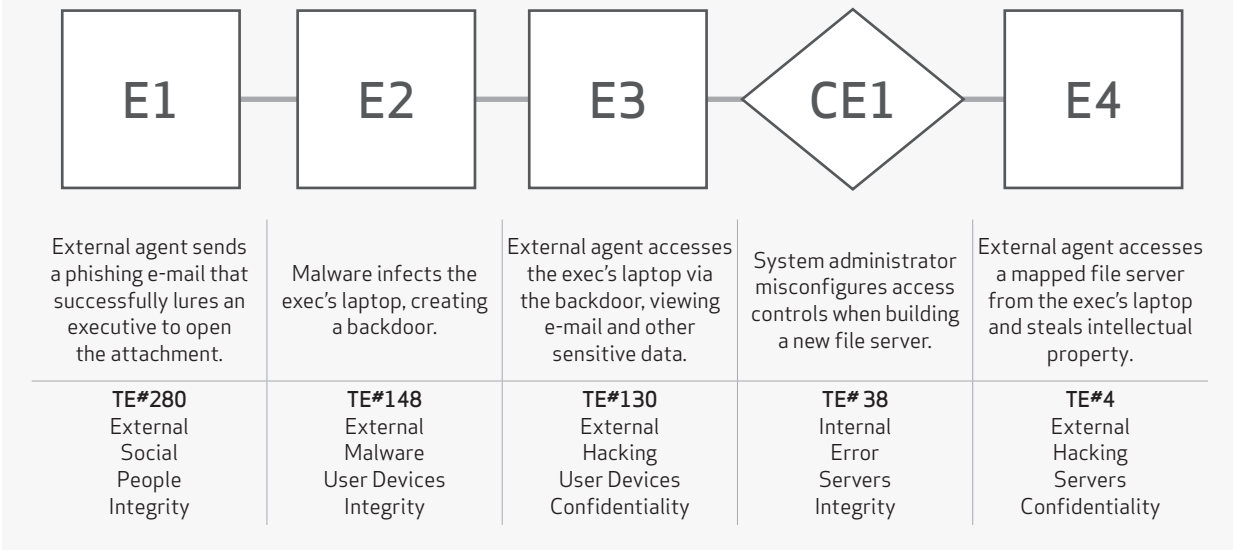 E1
E2
E3
CE1
E4
External agent sends
a phishing e-mail that
successfully lures an
executive to open
the attachment.
Malware infects the
exec's laptop, creating
a backdoor.
External agent accesses
the exec's laptop via
the backdoor, viewing
e-mail and other
sensitive data.
System administrator
misconfigures access
controls when building
a new file server.
External agent accesses
a mapped file server
from the exec's laptop
and steals intellectual
property.
TE#280
External
Social
People
Integrity
TE#148
External
Malware
User Devices
Integrity
TE#130
External
Hacking
User Devices
Confidentiality
TE# 38
Internal
Error
Servers
Integrity
TE#4
External
Hacking
Servers
Confidentiality